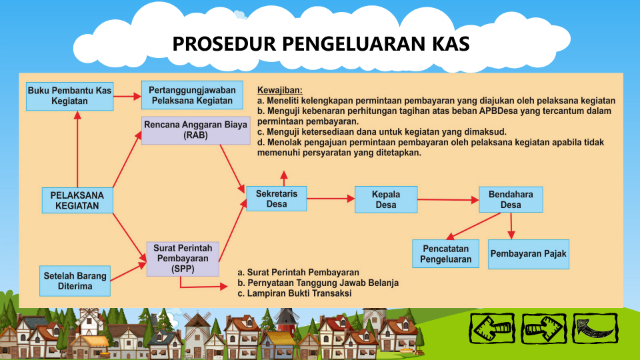 PROSEDUR PENGELUARAN KAS
Buku Pembantu Kas
Kegiatan
Pertanggungjawaban
Pelaksana Kegiatan
Kewajiban:
a. Meneliti kelengkapan permintaan pembayaran yang diajukan oleh pelaksana kegiatan
b. Menguji kebenaran perhitungan tagihan atas beban APBDesa yang tercantum dalam
permintaan pembayaran.
c. Menguji ketersediaan dana untuk kegiatan yang dimaksud.
d. Menolak pengajuan permintaan pembayaran oleh pelaksana kegiatan apabila tidak
memenuhi persyaratan yang ditetapkan.
Rencana Anggaran Biaya
(RAB)
PELAKSANA
KEGIATAN
Sekretaris
Desa
Kepala
Desa
Bendahara
Desa
Surat Perintah
Pembayaran
(SPP)
Pencatatan
Pengeluaran
Pembayaran Pajak
Setelah Barang
Diterima
a. Surat Perintah Pembayaran
b. Pernyataan Tanggung Jawab Belanja
c. Lampiran Bukti Transaksi